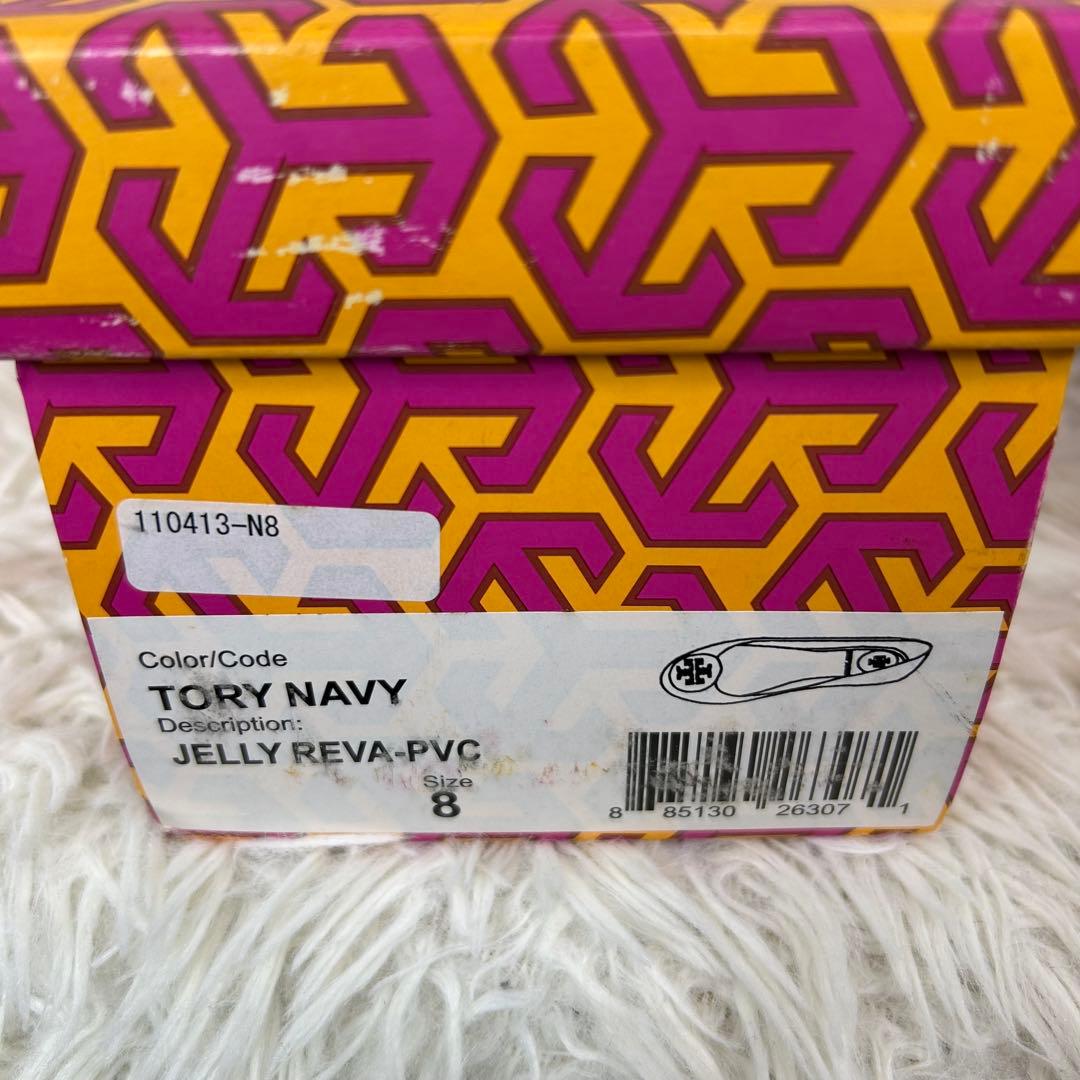 110413-N8
Color/Code
TORY NAVY
Description:
JELLY REVA-PVC
Size
8
8 85130 26307 1